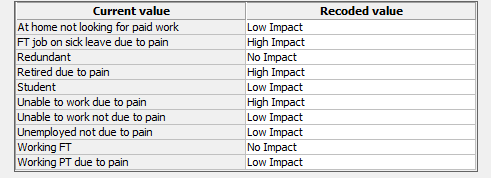 Current value Recoded value
At home not looking for paid work Low Impact
FT job on sick leave due to pain High Impact
Redundant No Impact
Retired due to pain High Impact
Student Low Impact
Unable to work due to pain High Impact
Unable to work not due to pain Low Impact
Unemployed not due to pain Low Impact
Working FT No Impact
Working PT due to pain Low Impact